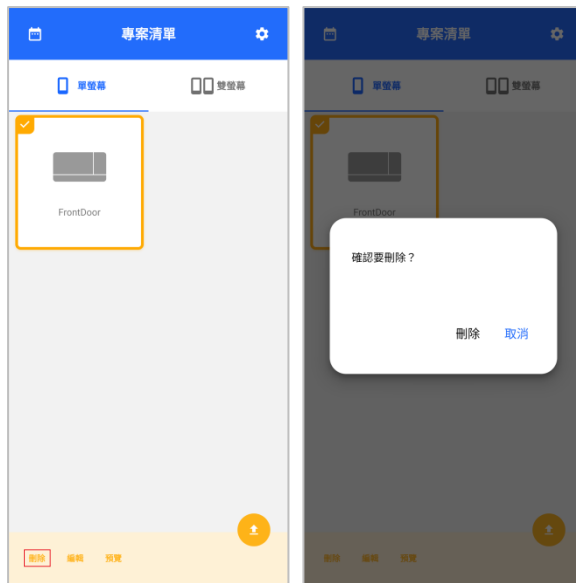 專案清單
單螢幕
雙螢幕
FrontDoor
刪除
編輯
預覽
專案清單
單螢幕
雙螢幕
FrontDoor
確認要刪除？
刪除
取消
刪除
編輯
預覽